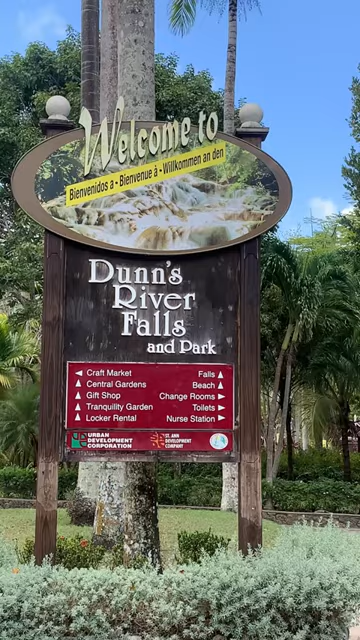 Welcome to
Bienvenidos a - Bienvenue à - Willkommen an den
Dunn's
River
Falls
and Park
Craft Market
Central Gardens
Gift Shop
Tranquility Garden
Locker Rental
Falls
Beach
Change Rooms
Toilets
Nurse Station
URBAN
DEVELOPMENT
CORPORATION
ST. ANN
DEVELOPMENT
COMPANY